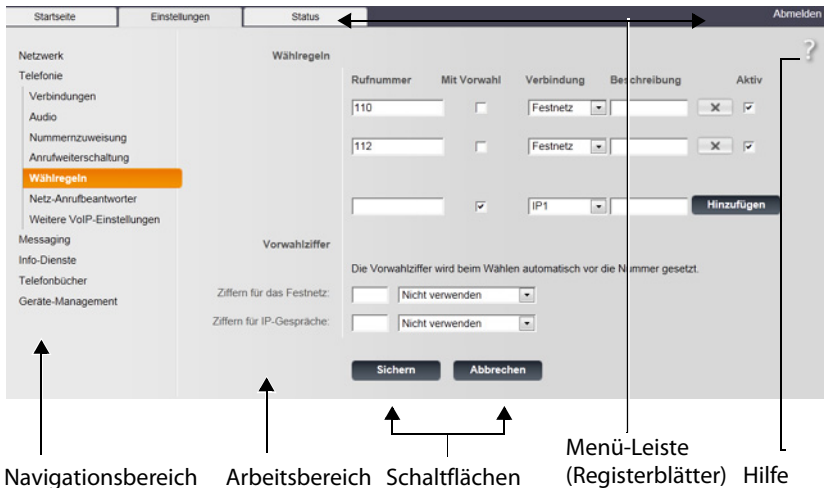 Startseite Einstellungen Status Abmelden
Netzwerk
Telefonie
Verbindungen
Audio
Nummernzuweisung
Anrufweiterschaltung
Wählregeln
Netz-Anrufbeantworter
Weitere VoIP-Einstellungen
Messaging
Info-Dienste
Telefonbücher
Geräte-Management
Wählregeln
?
Rufnummer Mit Vorwahl Verbindung Beschreibung Aktiv
110 Festnetz
112 Festnetz
IP1 Hinzufügen
Vorwahlziffer
Die Vorwahlziffer wird beim Wählen automatisch vor die Nummer gesetzt.
Ziffern für das Festnetz: Nicht verwenden
Ziffern für IP-Gespräche: Nicht verwenden
Sichern Abbrechen
Navigationsbereich Arbeitsbereich Schaltflächen
Menü-Leiste
(Registerblätter) Hilfe